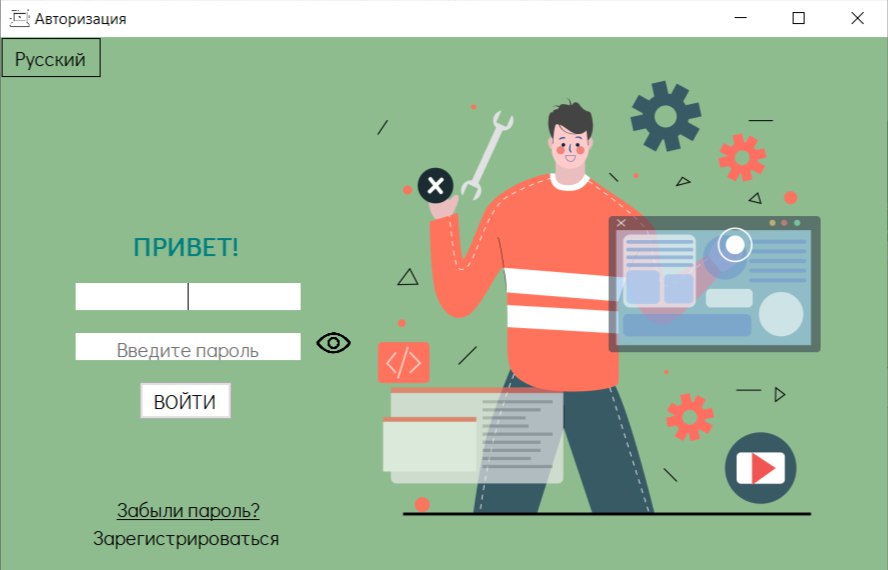 Авторизация
Русский
ПРИВЕТ!
Введите пароль
ВОЙТИ
</>
Забыли пароль?
Зарегистрироваться